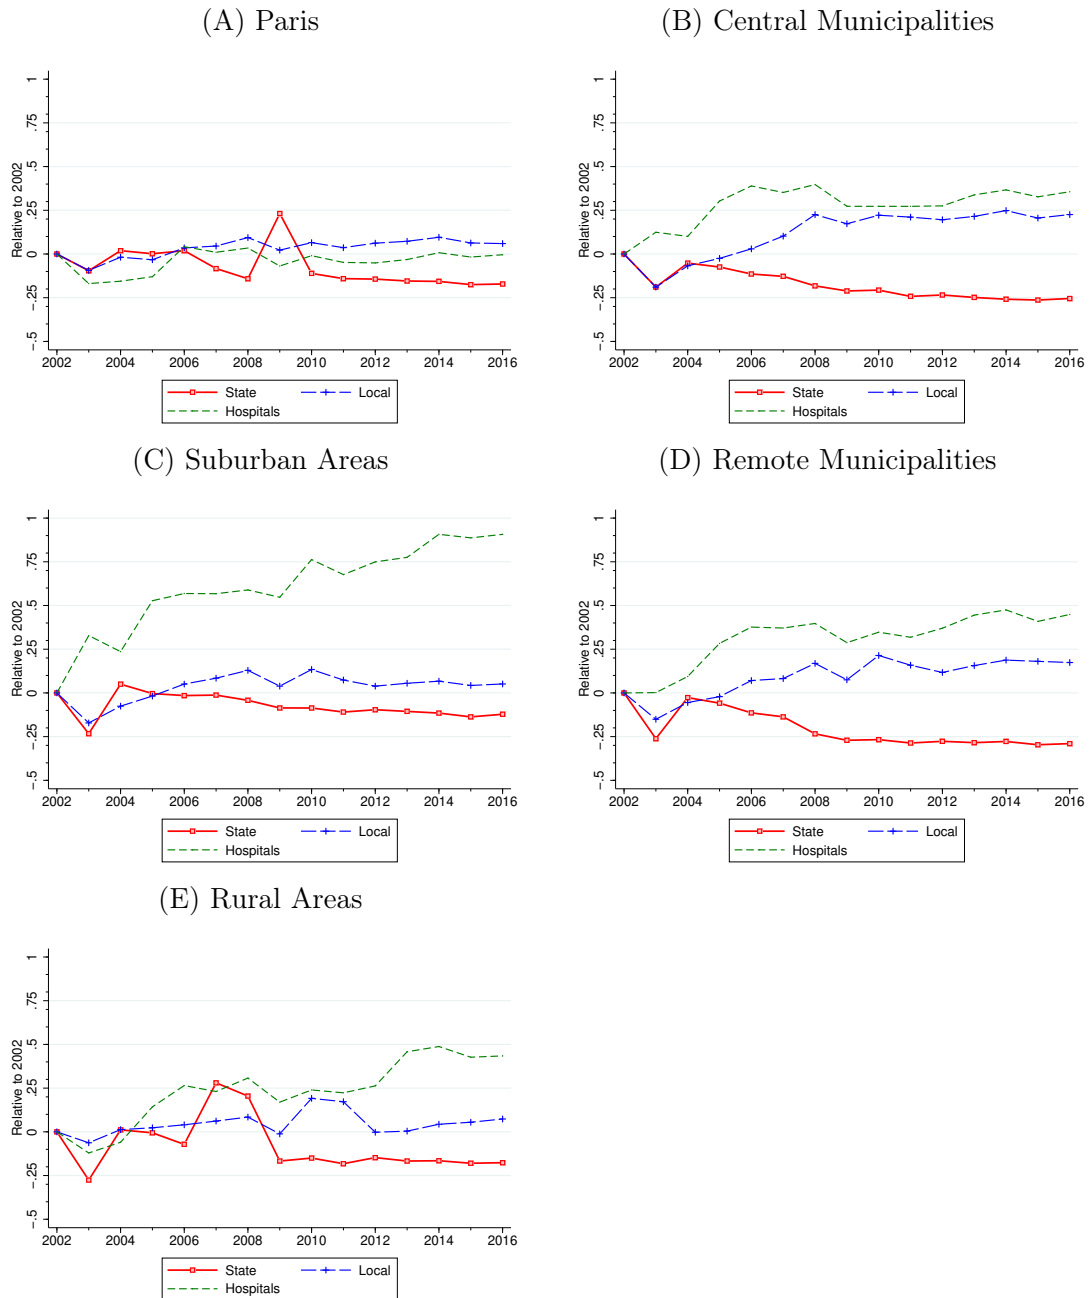 (A) Paris
Relative to 2002
1
.75
.5
.25
0
-.25
-.5
2002 2004 2006 2008 2010 2012 2014 2016
State Local
Hospitals
(B) Central Municipalities
Relative to 2002
1
.75
.5
.25
0
-.25
-.5
2002 2004 2006 2008 2010 2012 2014 2016
State Local
Hospitals
(C) Suburban Areas
Relative to 2002
1
.75
.5
.25
0
-.25
-.5
2002 2004 2006 2008 2010 2012 2014 2016
State Local
Hospitals
(D) Remote Municipalities
Relative to 2002
1
.75
.5
.25
0
-.25
-.5
2002 2004 2006 2008 2010 2012 2014 2016
State Local
Hospitals
(E) Rural Areas
Relative to 2002
1
.75
.5
.25
0
-.25
-.5
2002 2004 2006 2008 2010 2012 2014 2016
State Local
Hospitals